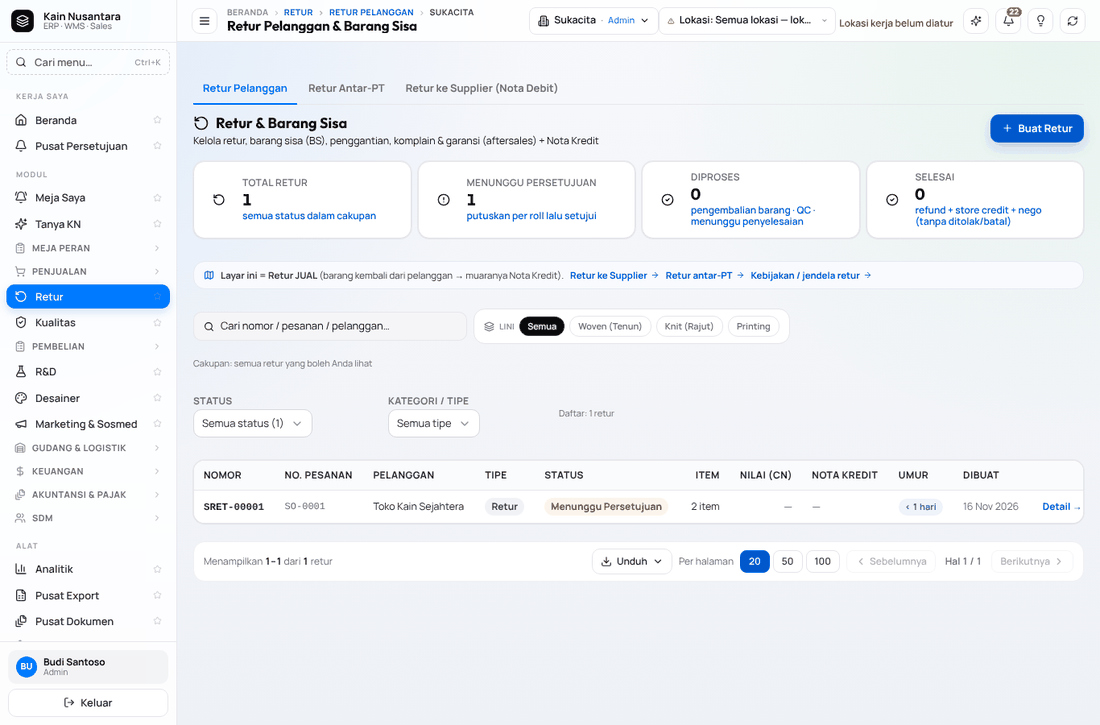 Kain Nusantara
ERP · WMS · Sales
Cari menu... Ctrl+K
KERJA SAYA
Beranda
Pusat Persetujuan
MODUL
Meja Saya
Tanya KN
MEJA PERAN
PENJUALAN
Retur
Kualitas
PEMBELIAN
R&D
Desainer
Marketing & Sosmed
GUDANG & LOGISTIK
KEUANGAN
AKUNTANSI & PAJAK
SDM
ALAT
Analitik
Pusat Export
Pusat Dokumen
BU
Budi Santoso
Admin
Keluar
BERANDA > RETUR > RETUR PELANGGAN > SUKACITA
Retur Pelanggan & Barang Sisa
Sukacita · Admin
Lokasi: Semua lokasi — lok...
Lokasi kerja belum diatur
22
Retur Pelanggan Retur Antar-PT Retur ke Supplier (Nota Debit)
Retur & Barang Sisa
Kelola retur, barang sisa (BS), penggantian, komplain & garansi (aftersales) + Nota Kredit
+ Buat Retur
TOTAL RETUR
1
semua status dalam cakupan
MENUNGGU PERSETUJUAN
1
putuskan per roll lalu setujui
DIPROSES
0
pengembalian barang · QC ·
menunggu penyelesaian
SELESAI
0
refund + store credit + nego
(tanpa ditolak/batal)
Layar ini = Retur JUAL (barang kembali dari pelanggan → muaranya Nota Kredit). Retur ke Supplier → Retur antar-PT → Kebijakan / jendela retur →
Cari nomor / pesanan / pelanggan...
LINI Semua Woven (Tenun) Knit (Rajut) Printing
Cakupan: semua retur yang boleh Anda lihat
STATUS
Semua status (1)
KATEGORI / TIPE
Semua tipe
Daftar: 1 retur
NOMOR NO. PESANAN PELANGGAN TIPE STATUS ITEM NILAI (CN) NOTA KREDIT UMUR DIBUAT
SRET-00001 SO-0001 Toko Kain Sejahtera Retur Menunggu Persetujuan 2 item — — < 1 hari 16 Nov 2026 Detail →
Menampilkan 1–1 dari 1 retur
Unduh
Per halaman 20 50 100
Sebelumnya Hal 1 / 1 Berikutnya